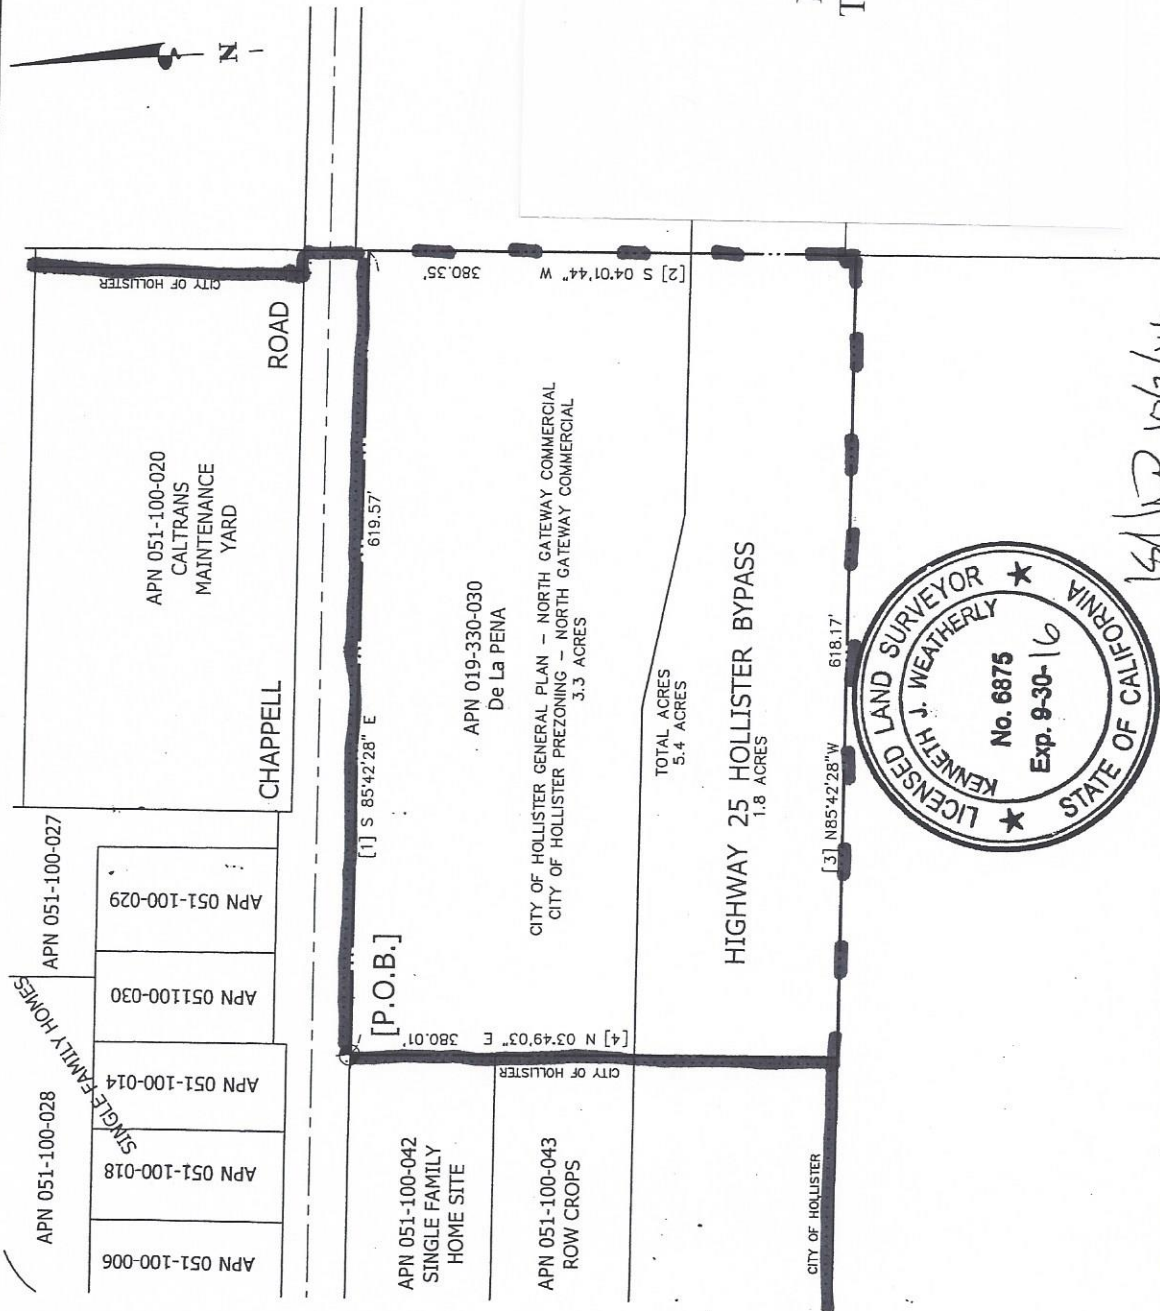 N
APN 051-100-028
APN 051-100-027
SINGLE FAMILY HOMES
APN 051-100-006
APN 051-100-018
APN 051-100-014
APN 051100-030
APN 051-100-029
APN 051-100-020
CALTRANS
MAINTENANCE
YARD
CITY OF HOLLISTER
CHAPPELL
ROAD
[P.O.B.]
[1] S 85°42'28" E
619.57'
APN 051-100-042
SINGLE FAMILY
HOME SITE
APN 051-100-043
ROW CROPS
CITY OF HOLLISTER
[4] N 03°49'03" E
380.01'
APN 019-330-030
De La PENA
CITY OF HOLLISTER GENERAL PLAN - NORTH GATEWAY COMMERCIAL
CITY OF HOLLISTER PREZONING - NORTH GATEWAY COMMERCIAL
3.3 ACRES
380.35'
[2] S 04°01'44" W
TOTAL ACRES
5.4 ACRES
HIGHWAY 25 HOLLISTER BYPASS
1.8 ACRES
CITY OF HOLLISTER
[3] N85°42'28"W
618.17'
LICENSED LAND SURVEYOR
KENNETH J. WEATHERLY
No. 6875
Exp. 9-30-16
STATE OF CALIFORNIA